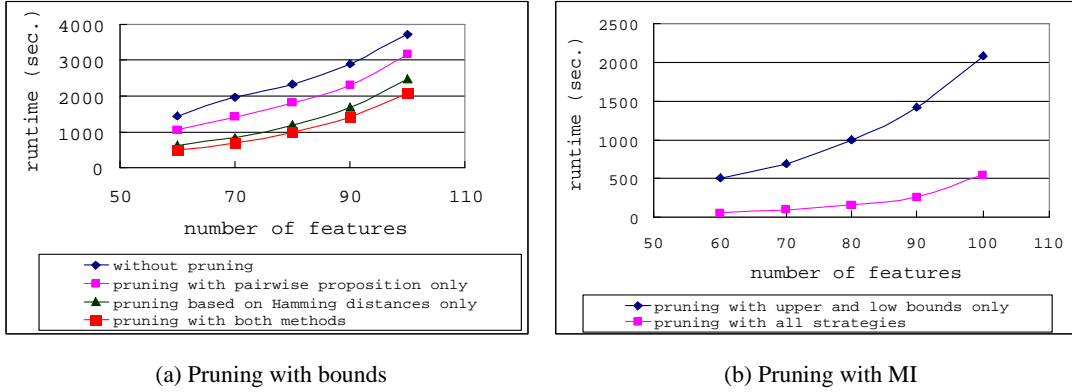 4000
3000
2000
1000
0
runtime (sec.)
50 70 90 110
number of features
without pruning
pruning with pairwise proposition only
pruning based on Hamming distances only
pruning with both methods
(a) Pruning with bounds
2500
2000
1500
1000
500
0
runtime (sec.)
50 60 70 80 90 100 110
number of features
pruning with upper and low bounds only
pruning with all strategies
(b) Pruning with MI